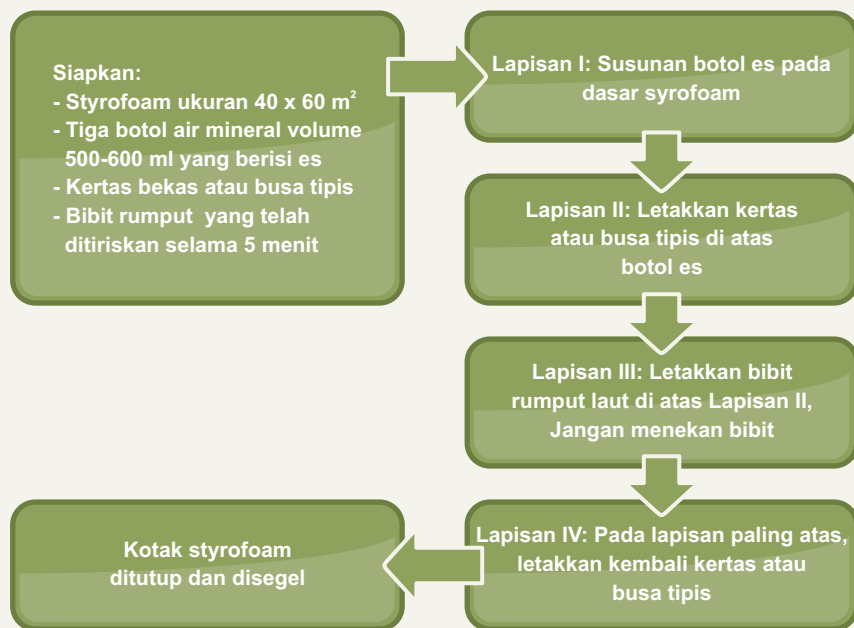 Siapkan:
- Styrofoam ukuran 40 x 60 m²
- Tiga botol air mineral volume
500-600 ml yang berisi es
- Kertas bekas atau busa tipis
- Bibit rumput yang telah
ditiriskan selama 5 menit
Lapisan I: Susunan botol es pada
dasar syrofoam
Lapisan II: Letakkan kertas
atau busa tipis di atas
botol es
Lapisan III: Letakkan bibit
rumput laut di atas Lapisan II,
Jangan menekan bibit
Lapisan IV: Pada lapisan paling atas,
letakkan kembali kertas atau
busa tipis
Kotak styrofoam
ditutup dan disegel